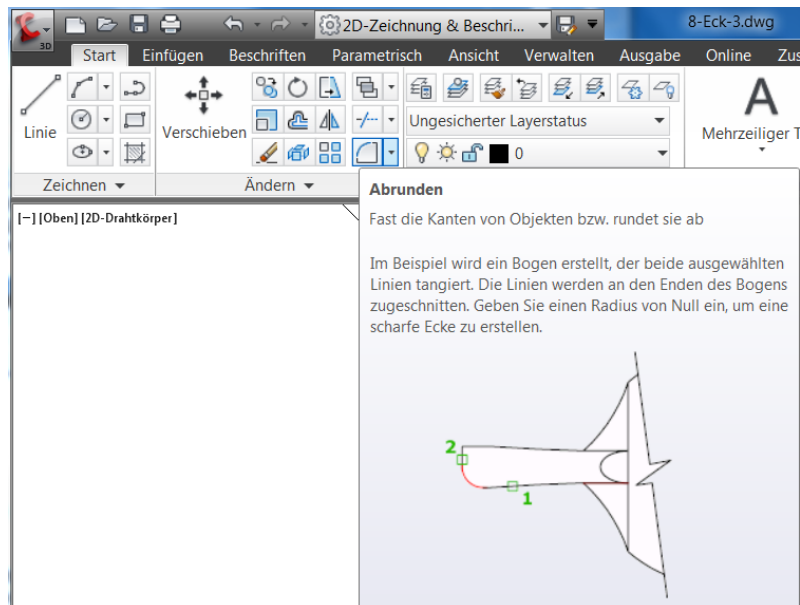 2D-Zeichnung & Beschri...
8-Eck-3.dwg
3D
Start Einfügen Beschriften Parametrisch Ansicht Verwalten Ausgabe Online Zus
Linie
Verschieben
Ungesicherter Layerstatus
0
A
Mehrzeiliger T
Zeichnen
Ändern
[−] [Oben] [2D-Drahtkörper]
Abrunden
Fast die Kanten von Objekten bzw. rundet sie ab
Im Beispiel wird ein Bogen erstellt, der beide ausgewählten
Linien tangiert. Die Linien werden an den Enden des Bogens
zugeschnitten. Geben Sie einen Radius von Null ein, um eine
scharfe Ecke zu erstellen.
2
1